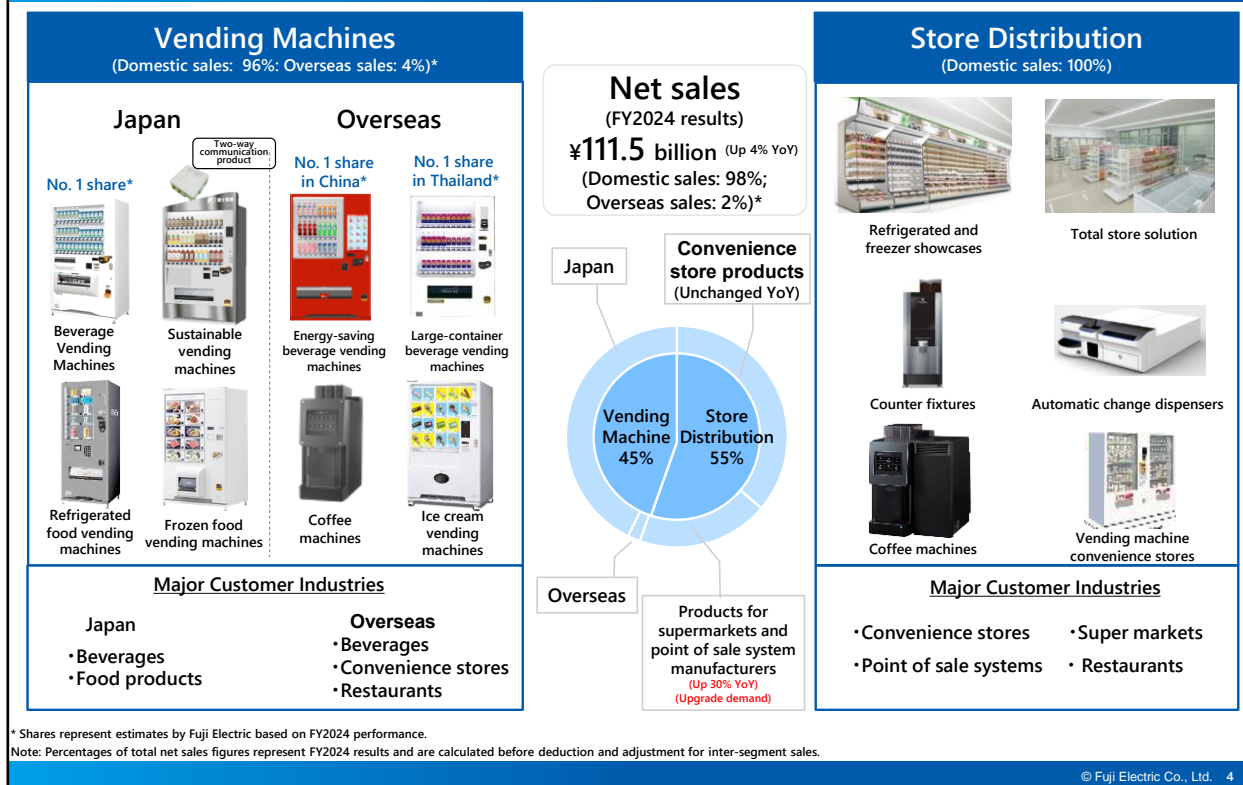 Vending Machines
(Domestic sales: 96%: Overseas sales: 4%)*
Japan
Overseas
Two-way
communication
product
No. 1 share*
No. 1 share
in China*
No. 1 share
in Thailand*
Beverage
Vending
Machines
Sustainable
vending
machines
Energy-saving
beverage vending
machines
Large-container
beverage vending
machines
Refrigerated
food vending
machines
Frozen food
vending machines
Coffee
machines
Ice cream
vending
machines
Major Customer Industries
Japan
・Beverages
・Food products
Overseas
・Beverages
・Convenience stores
・Restaurants
Net sales
(FY2024 results)
¥111.5 billion (Up 4% YoY)
(Domestic sales: 98%;
Overseas sales: 2%)*
Japan
Convenience
store products
(Unchanged YoY)
Vending
Machine
45%
Store
Distribution
55%
Overseas
Products for
supermarkets and
point of sale system
manufacturers
(Up 30% YoY)
(Upgrade demand)
Store Distribution
(Domestic sales: 100%)
Refrigerated and
freezer showcases
Total store solution
Counter fixtures
Automatic change dispensers
Coffee machines
Vending machine
convenience stores
Major Customer Industries
・Convenience stores
・Super markets
・Point of sale systems
・ Restaurants
* Shares represent estimates by Fuji Electric based on FY2024 performance.
Note: Percentages of total net sales figures represent FY2024 results and are calculated before deduction and adjustment for inter-segment sales.
© Fuji Electric Co., Ltd. 4